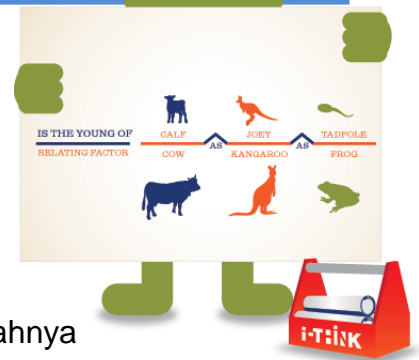 IS THE YOUNG OF CALF AS JOEY AS TADPOLE
RELATING FACTOR COW KANGAROO FROG
ahnya
i-THiNK